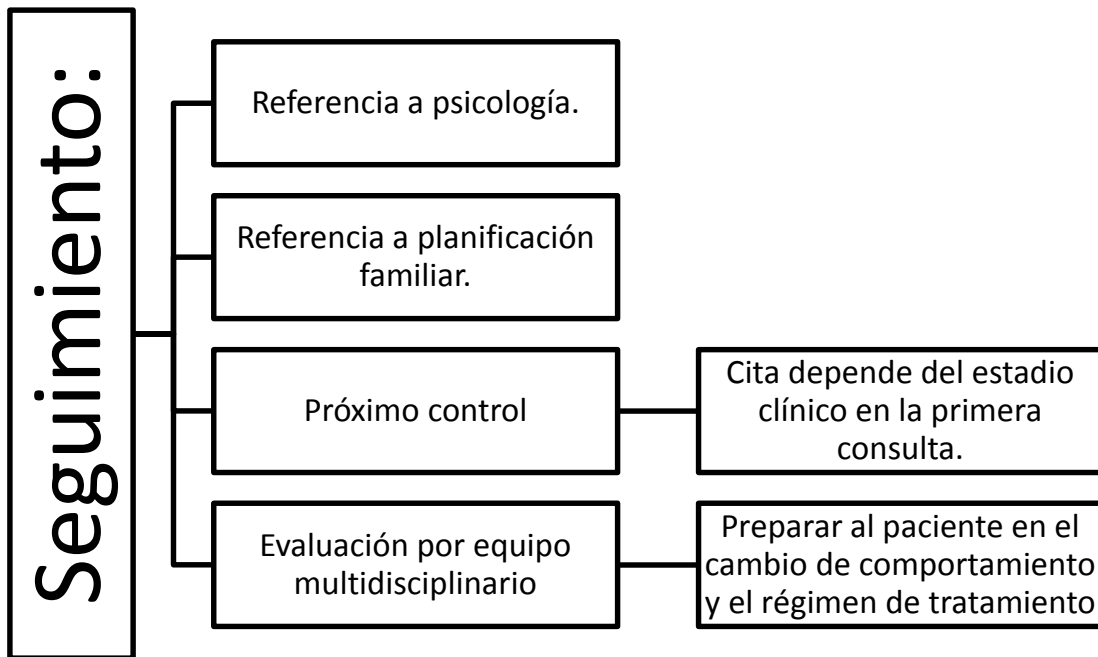 Seguimiento:
Referencia a psicología.
Referencia a planificación
familiar.
Próximo control
Cita depende del estadio
clínico en la primera
consulta.
Evaluación por equipo
multidisciplinario
Preparar al paciente en el
cambio de comportamiento
y el régimen de tratamiento